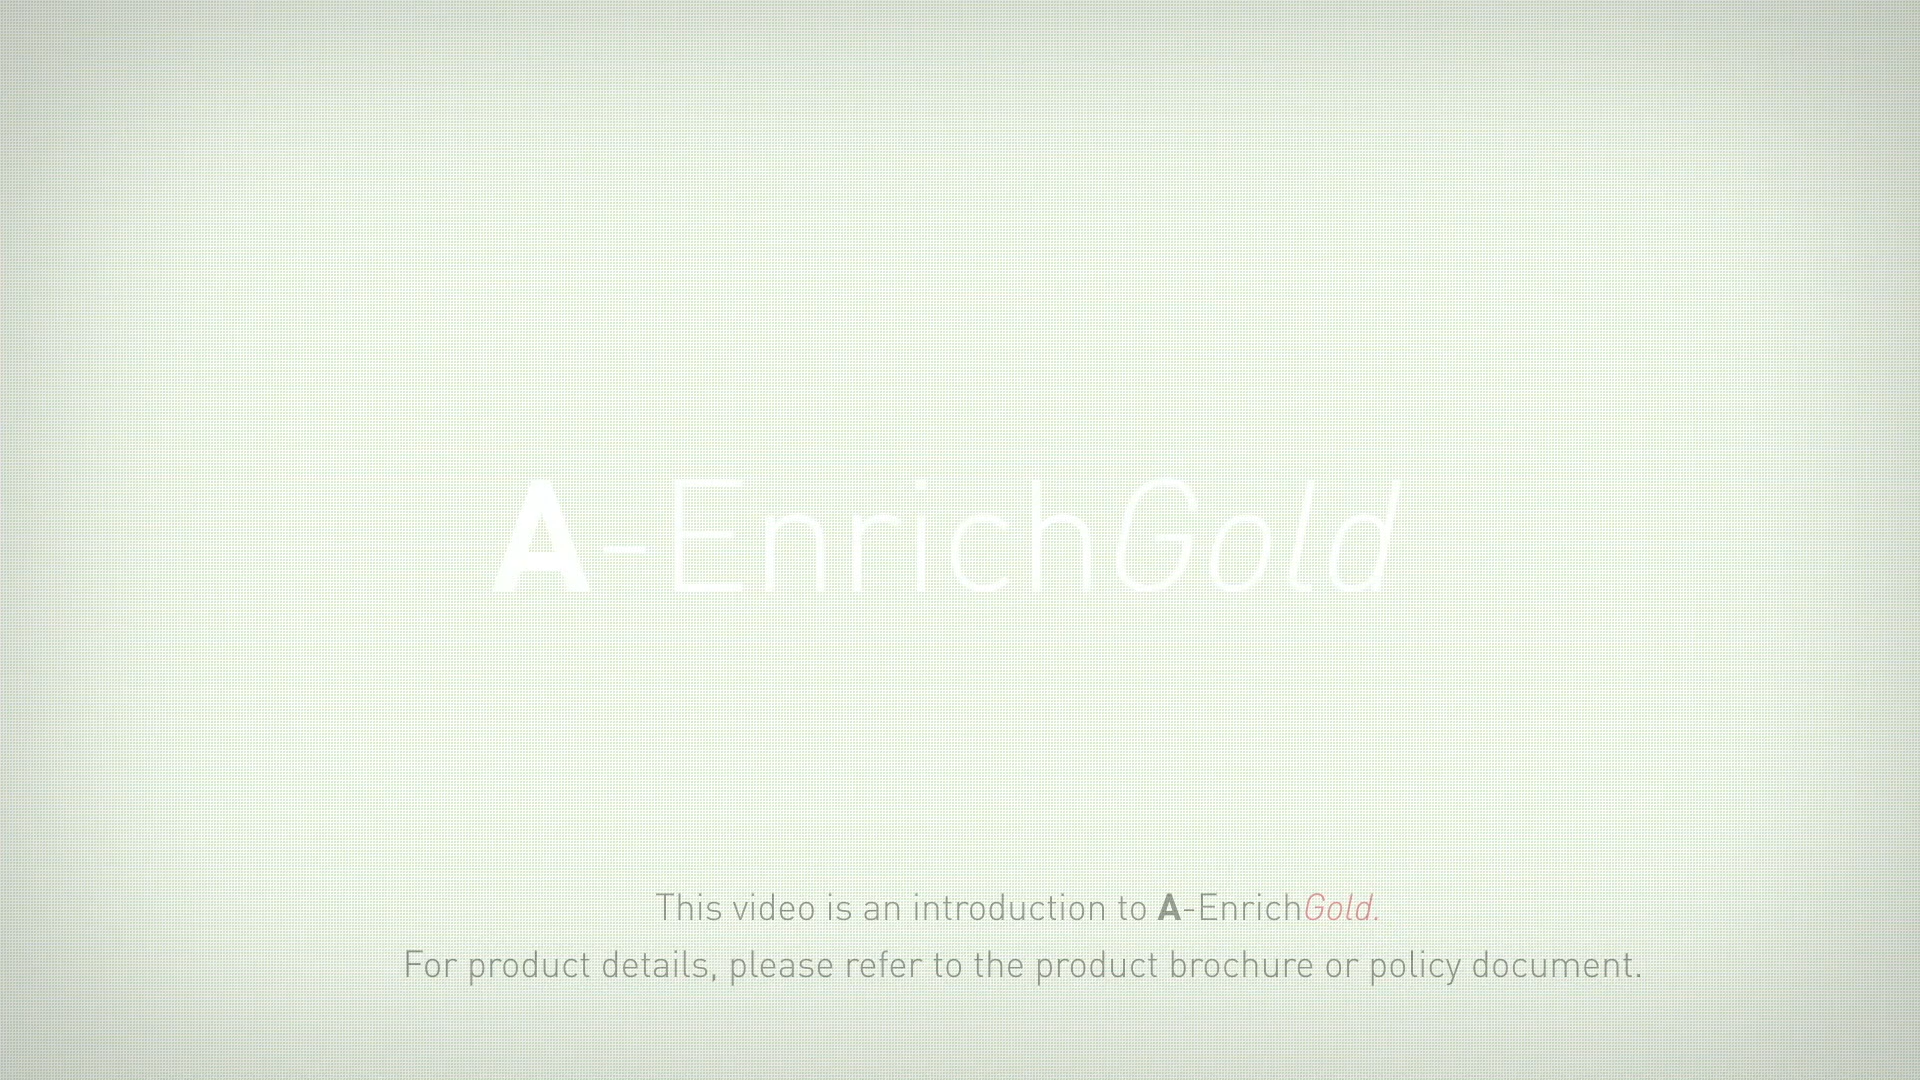 A-EnrichGold
This video is an introduction to A-EnrichGold.
For product details, please refer to the product brochure or policy document.